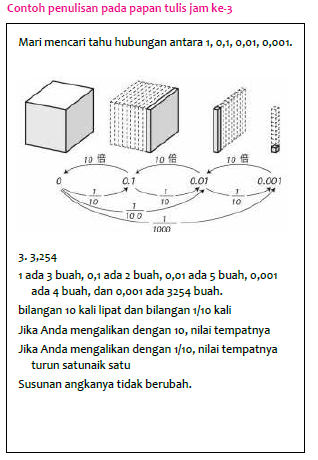 Contoh penulisan pada papan tulis jam ke-3
Mari mencari tahu hubungan antara 1, 0,1, 0,01, 0,001.
10 倍 10 倍 10 倍
0 0.1 0.01 0.001
1/10 1/10 1/10
1/100
1/1000
3. 3,254
1 ada 3 buah, 0,1 ada 2 buah, 0,01 ada 5 buah, 0,001
ada 4 buah, dan 0,001 ada 3254 buah.
bilangan 10 kali lipat dan bilangan 1/10 kali
Jika Anda mengalikan dengan 10, nilai tempatnya
Jika Anda mengalikan dengan 1/10, nilai tempatnya
turun satunaik satu
Susunan angkanya tidak berubah.